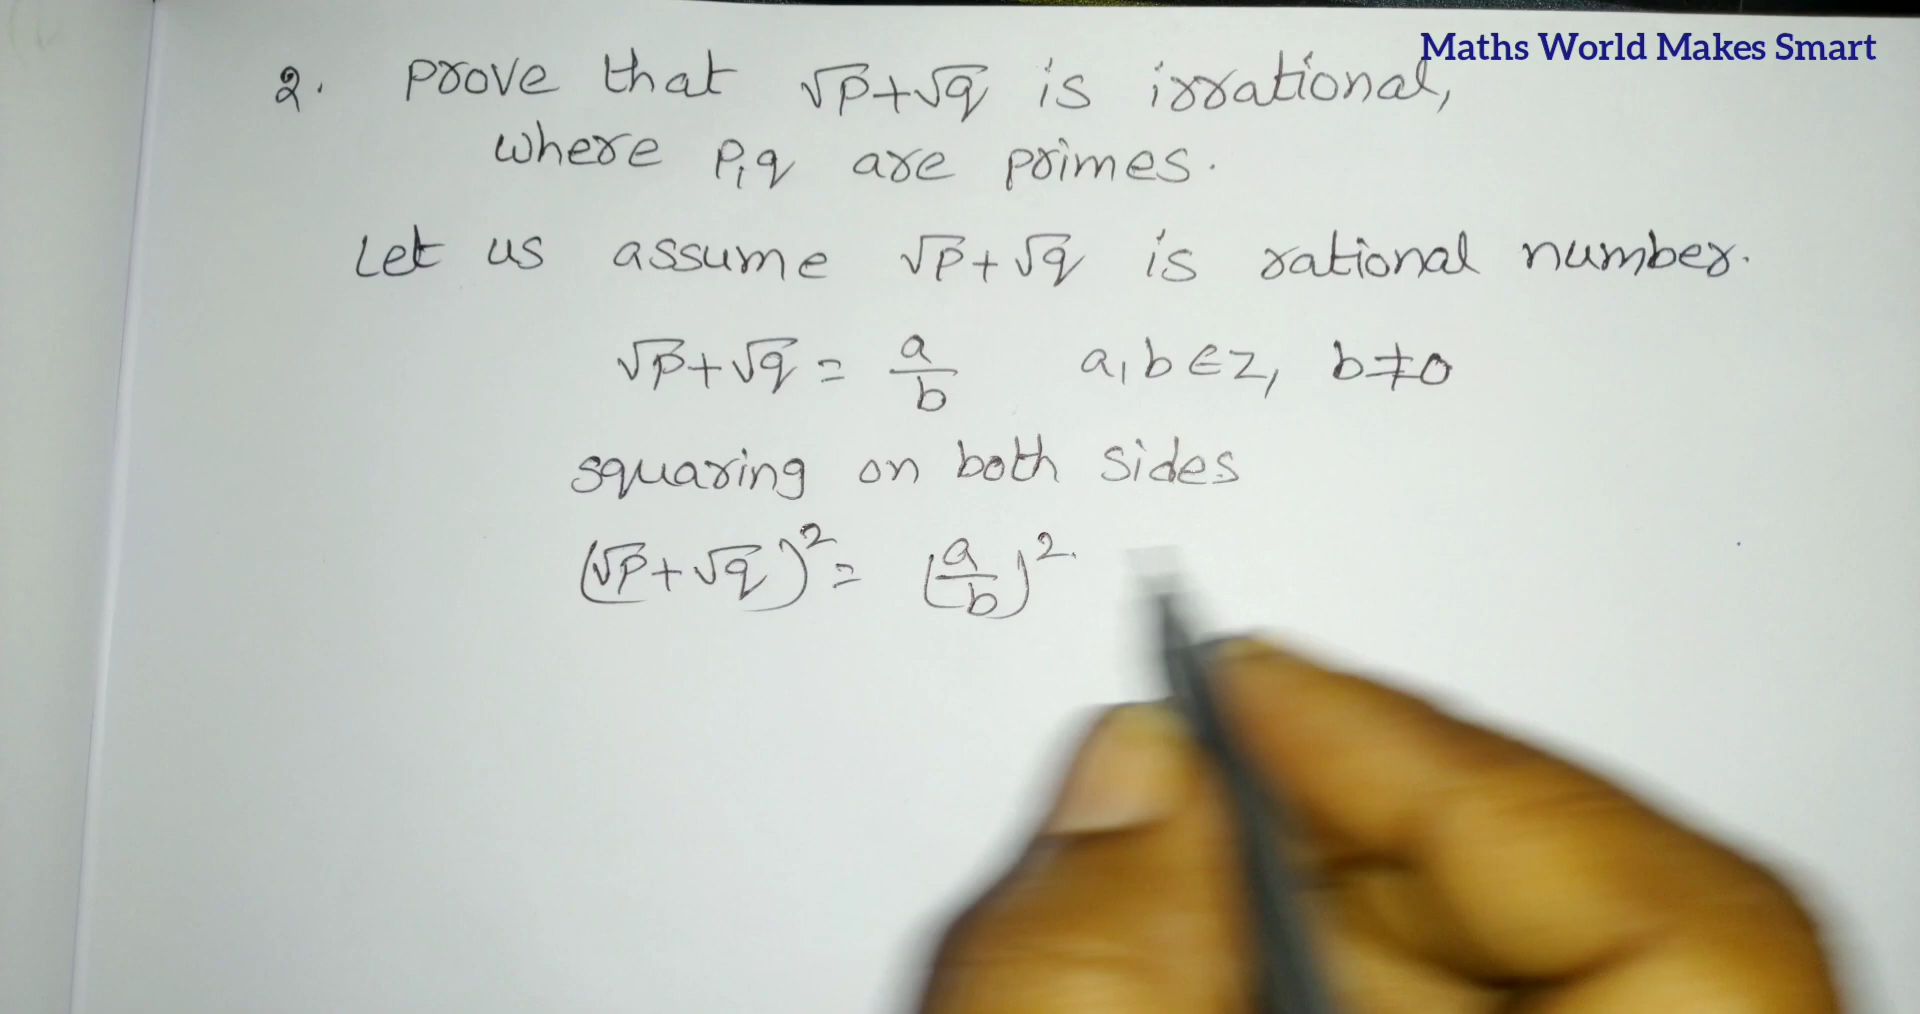 Maths World Makes Smart
2. prove that √p+√q is irrational,
where p,q are primes.
Let us assume √p+√q is rational number.
√p+√q = a/b a,b ∈ Z, b≠0
squaring on both sides
(√p+√q)² = (a/b)².